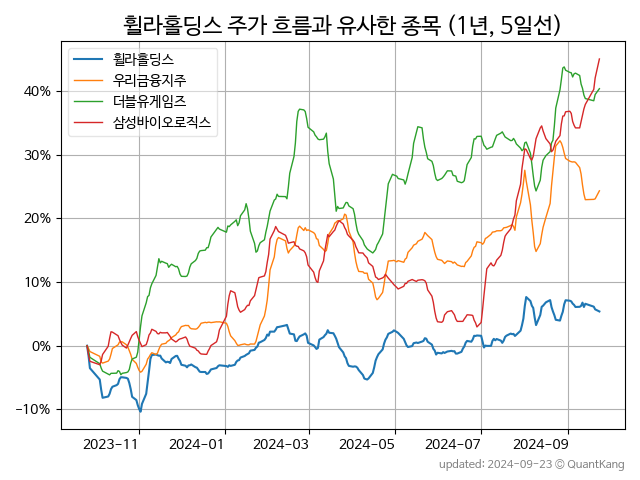 휠라홀딩스 주가 흐름과 유사한 종목 (1년, 5일선)
휠라홀딩스
우리금융지주
더블유게임즈
삼성바이오로직스
40%
30%
20%
10%
0%
−10%
2023-11 2024-01 2024-03 2024-05 2024-07 2024-09
updated: 2024-09-23 © QuantKang